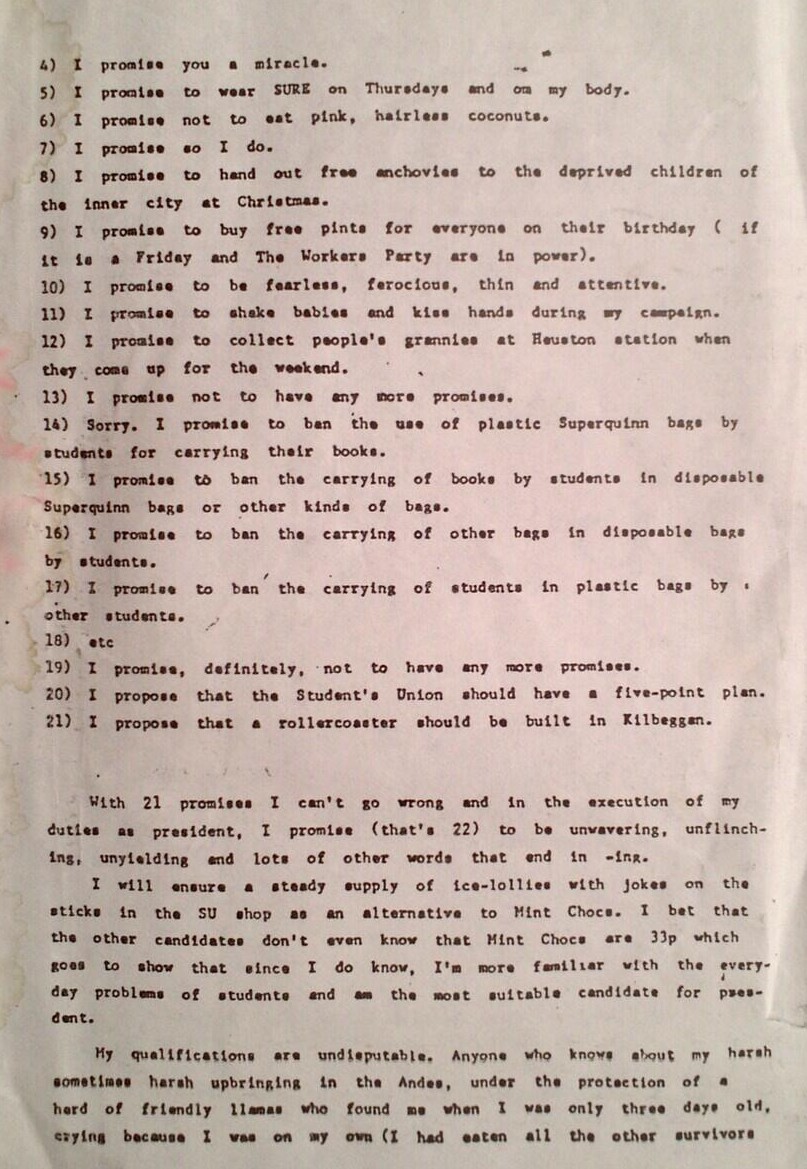 4) I promise you a miracle.
5) I promise to wear SURE on Thursdays and on my body.
6) I promise not to eat pink, hairless coconuts.
7) I promise so I do.
8) I promise to hand out free anchovies to the deprived children of
the inner city at Christmas.
9) I promise to buy free pints for everyone on their birthday ( if
it is a Friday and The Workers Party are in power).
10) I promise to be fearless, ferocious, thin and attentive.
11) I promise to shake babies and kiss hands during my campaign.
12) I promise to collect people's grannies at Heuston station when
they come up for the weekend.
13) I promise not to have any more promises.
14) Sorry. I promise to ban the use of plastic Superquinn bags by
students for carrying their books.
15) I promise to ban the carrying of books by students in disposable
Superquinn bags or other kinds of bags.
16) I promise to ban the carrying of other bags in disposable bags
by students.
17) I promise to ban the carrying of students in plastic bags by
other students.
18) etc
19) I promise, definitely, not to have any more promises.
20) I propose that the Student's Union should have a five-point plan.
21) I propose that a rollercoaster should be built in Kilbeggan.
With 21 promises I can't go wrong and in the execution of my
duties as president, I promise (that's 22) to be unwavering, unflinch-
ing, unyielding and lots of other words that end in -ing.
I will ensure a steady supply of ice-lollies with jokes on the
sticks in the SU shop as an alternative to Mint Chocs. I bet that
the other candidates don't even know that Mint Chocs are 33p which
goes to show that since I do know, I'm more familiar with the every-
day problems of students and am the most suitable candidate for pres-
dent.
My qualifications are undisputable. Anyone who knows about my harsh
sometimes harsh upbringing in the Andes, under the protection of a
herd of friendly llamas who found me when I was only three days old,
crying because I was on my own (I had eaten all the other survivors